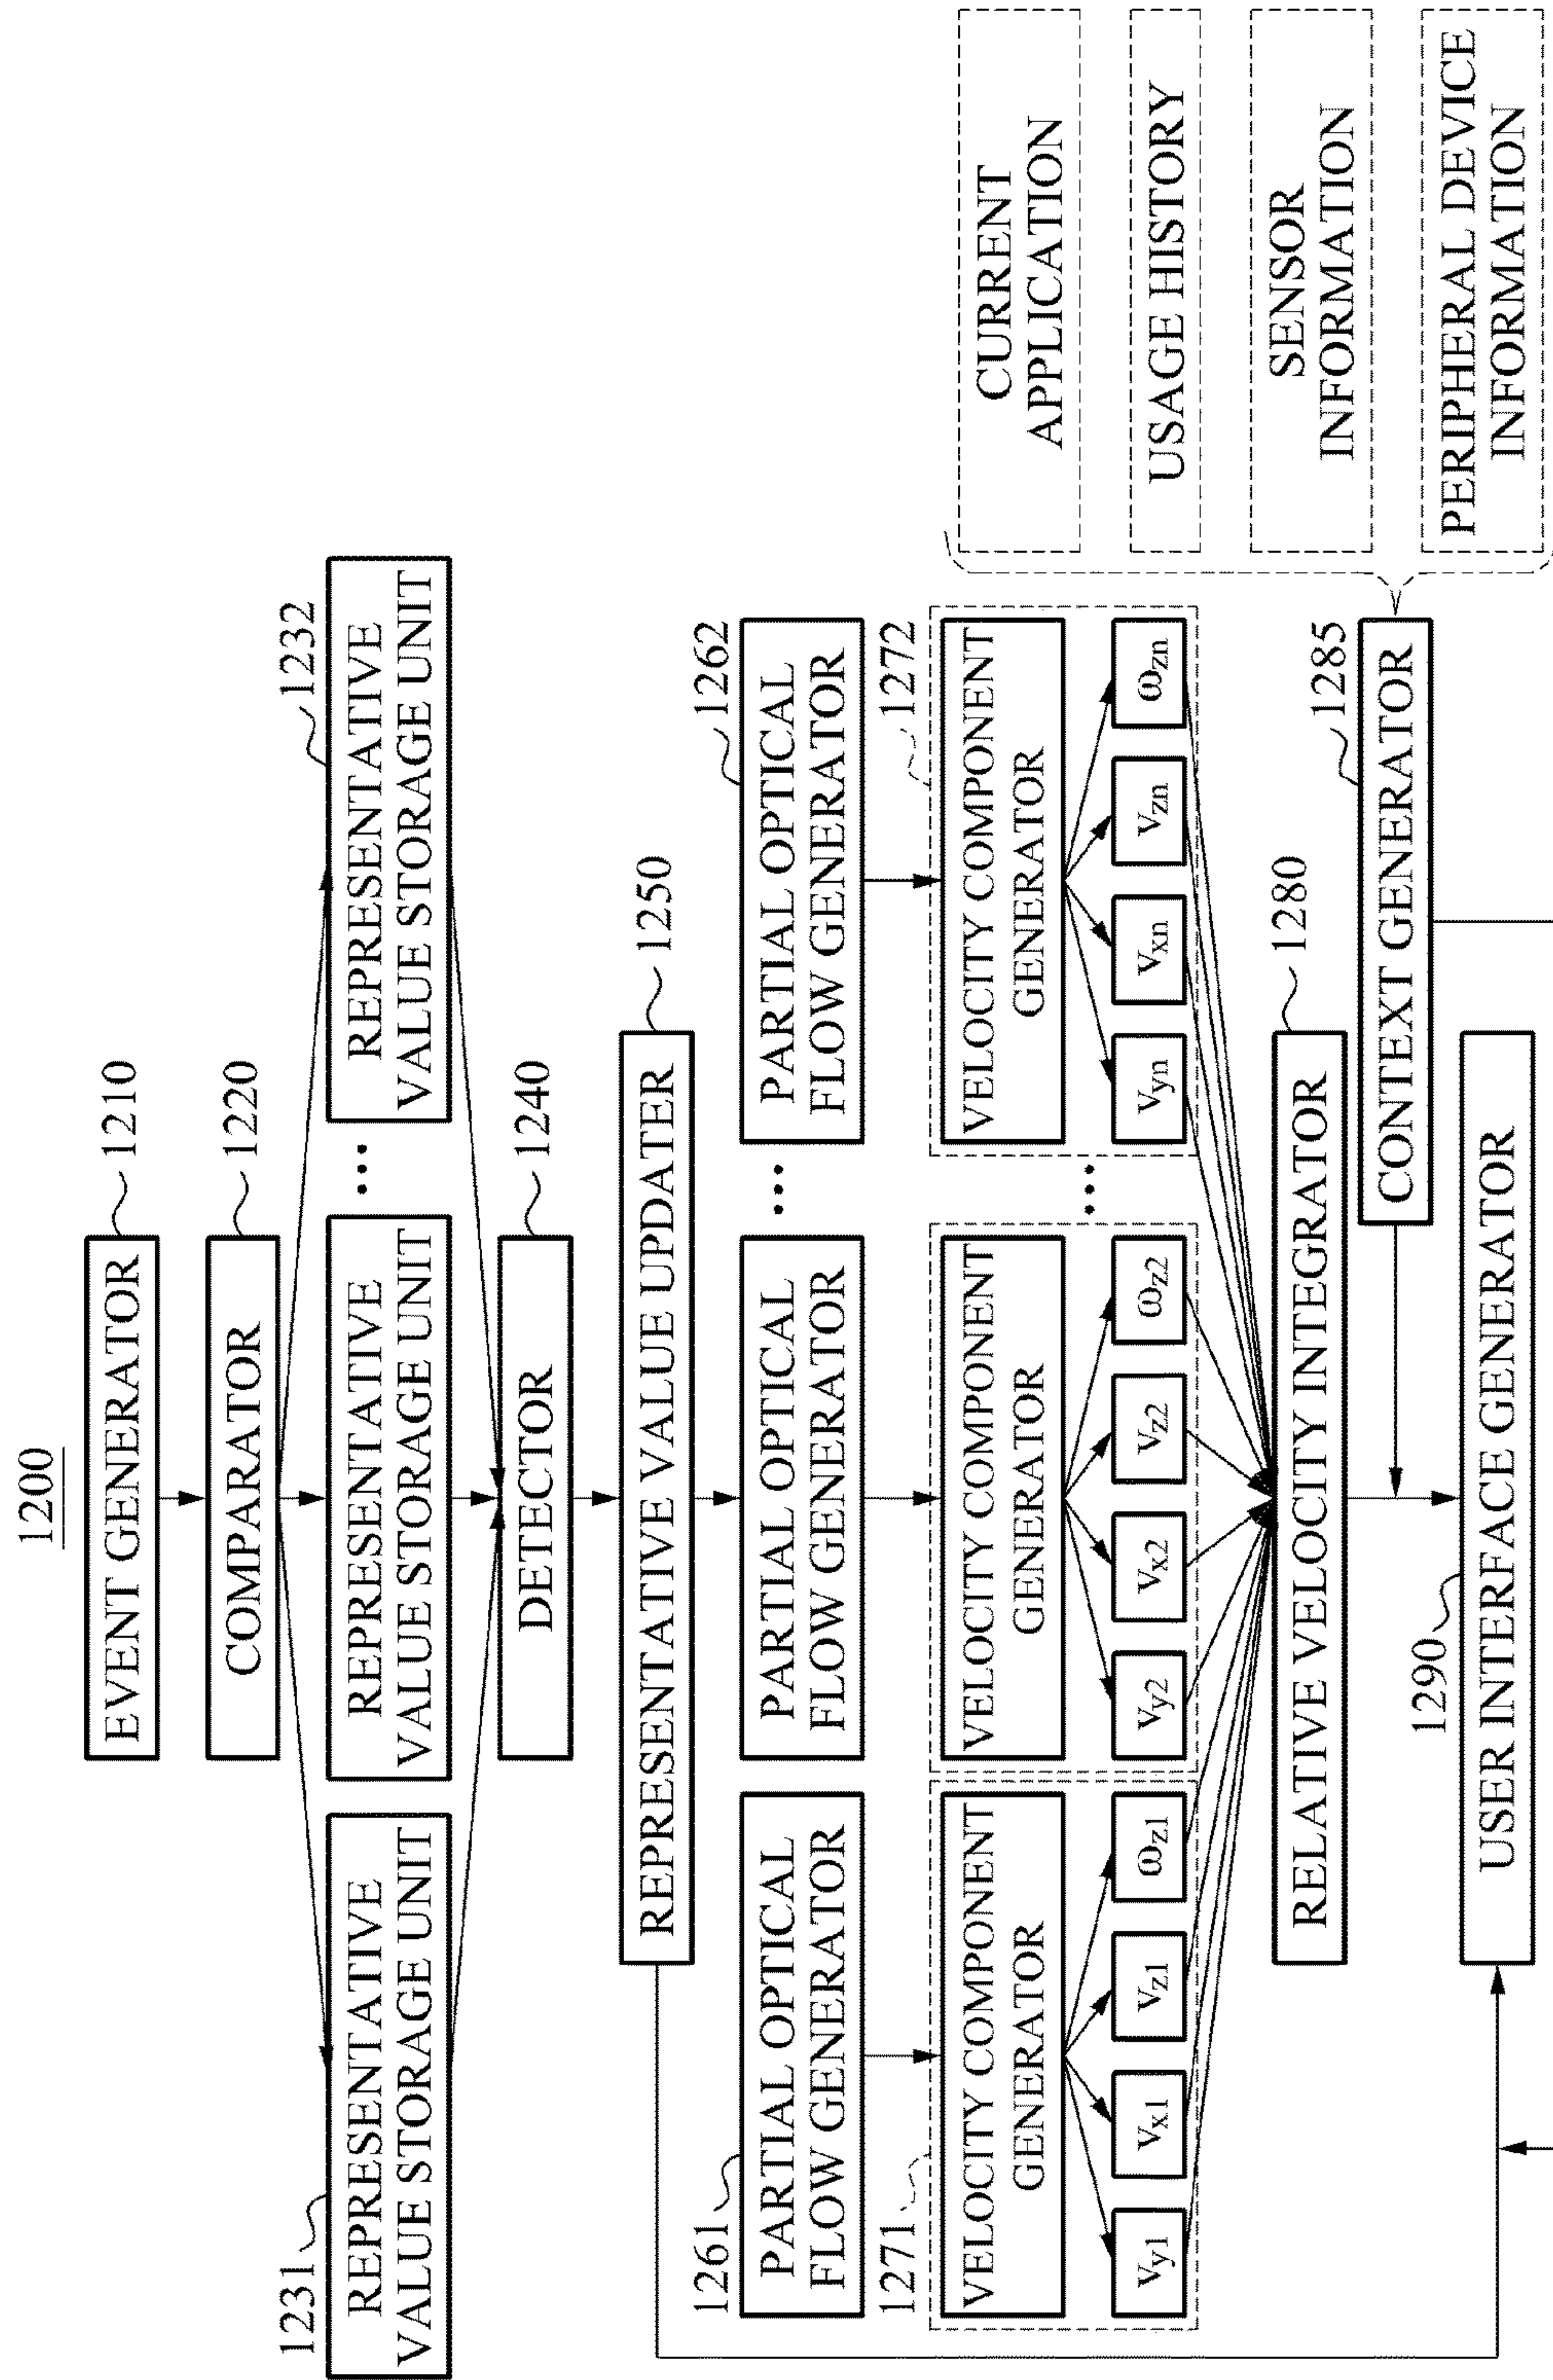 1200
EVENT GENERATOR
1210
COMPARATOR
1220
1231
REPRESENTATIVE
VALUE STORAGE UNIT
REPRESENTATIVE
VALUE STORAGE UNIT
...
REPRESENTATIVE
VALUE STORAGE UNIT
1232
DETECTOR
1240
REPRESENTATIVE VALUE UPDATER
1250
1261
PARTIAL OPTICAL
FLOW GENERATOR
PARTIAL OPTICAL
FLOW GENERATOR
...
PARTIAL OPTICAL
FLOW GENERATOR
1262
1271
VELOCITY COMPONENT
GENERATOR
Vy1
Vx1
Vz1
ωz1
VELOCITY COMPONENT
GENERATOR
Vy2
Vx2
Vz2
ωz2
...
VELOCITY COMPONENT
GENERATOR
Vyn
Vxn
Vzn
ωzn
1272
RELATIVE VELOCITY INTEGRATOR
1280
CONTEXT GENERATOR
1285
CURRENT
APPLICATION
USAGE HISTORY
SENSOR
INFORMATION
PERIPHERAL DEVICE
INFORMATION
1290
USER INTERFACE GENERATOR